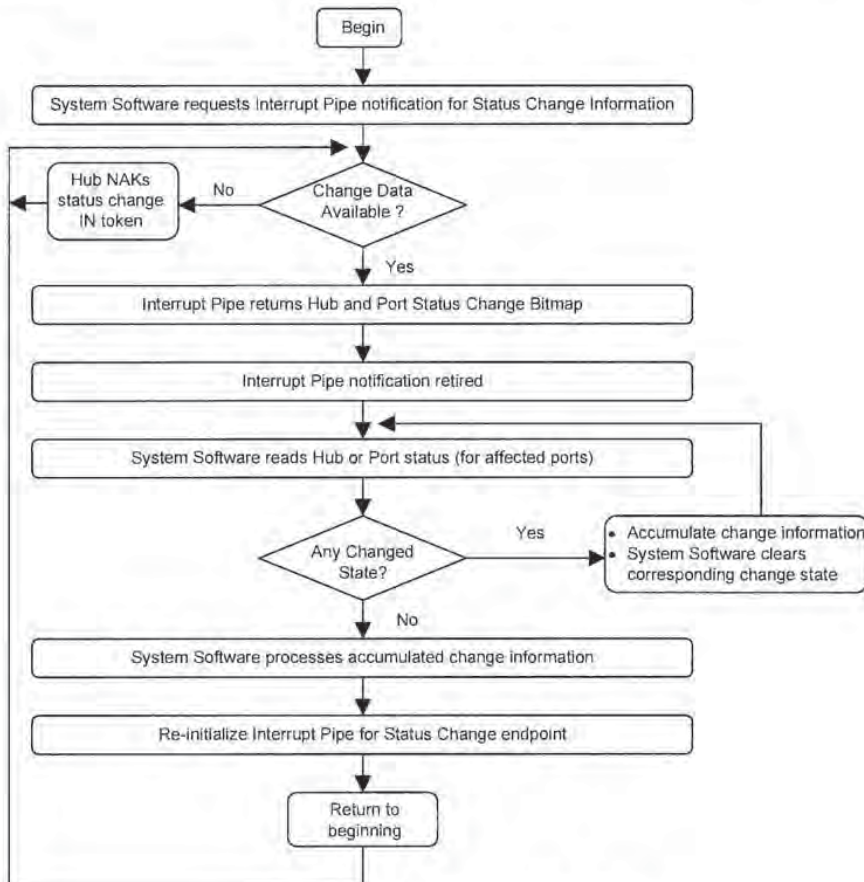 Begin
System Software requests Interrupt Pipe notification for Status Change Information
Hub NAKs
status change
IN token
No
Change Data
Available ?
Yes
Interrupt Pipe returns Hub and Port Status Change Bitmap
Interrupt Pipe notification retired
System Software reads Hub or Port status (for affected ports)
Any Changed
State?
Yes
• Accumulate change information
• System Software clears
corresponding change state
No
System Software processes accumulated change information
Re-initialize Interrupt Pipe for Status Change endpoint
Return to
beginning